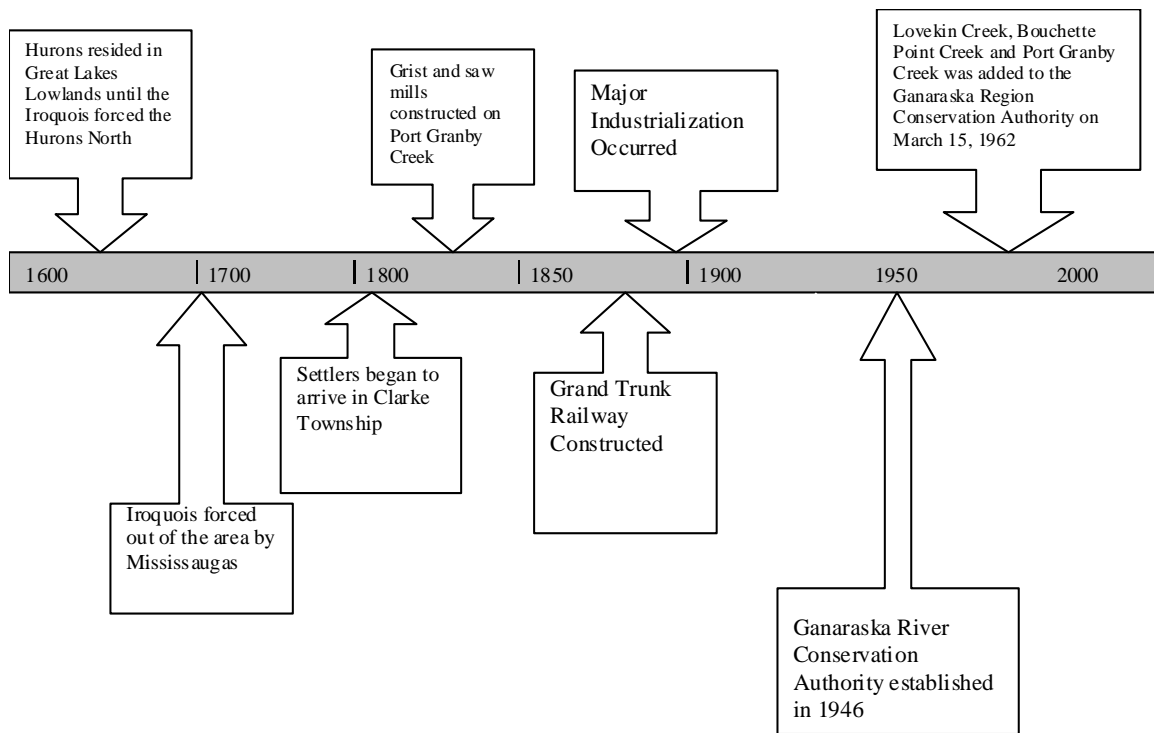 Hurons resided in
Great Lakes
Lowlands until the
Iroquois forced the
Hurons North
Grist and saw
mills
constructed on
Port Granby
Creek
Major
Industrialization
Occurred
Lovekin Creek, Bouchette
Point Creek and Port Granby
Creek was added to the
Ganaraska Region
Conservation Authority on
March 15, 1962
1600 1700 1800 1850 1900 1950 2000
Settlers began to
arrive in Clarke
Township
Grand Trunk
Railway
Constructed
Iroquois forced
out of the area by
Mississaugas
Ganaraska River
Conservation
Authority established
in 1946